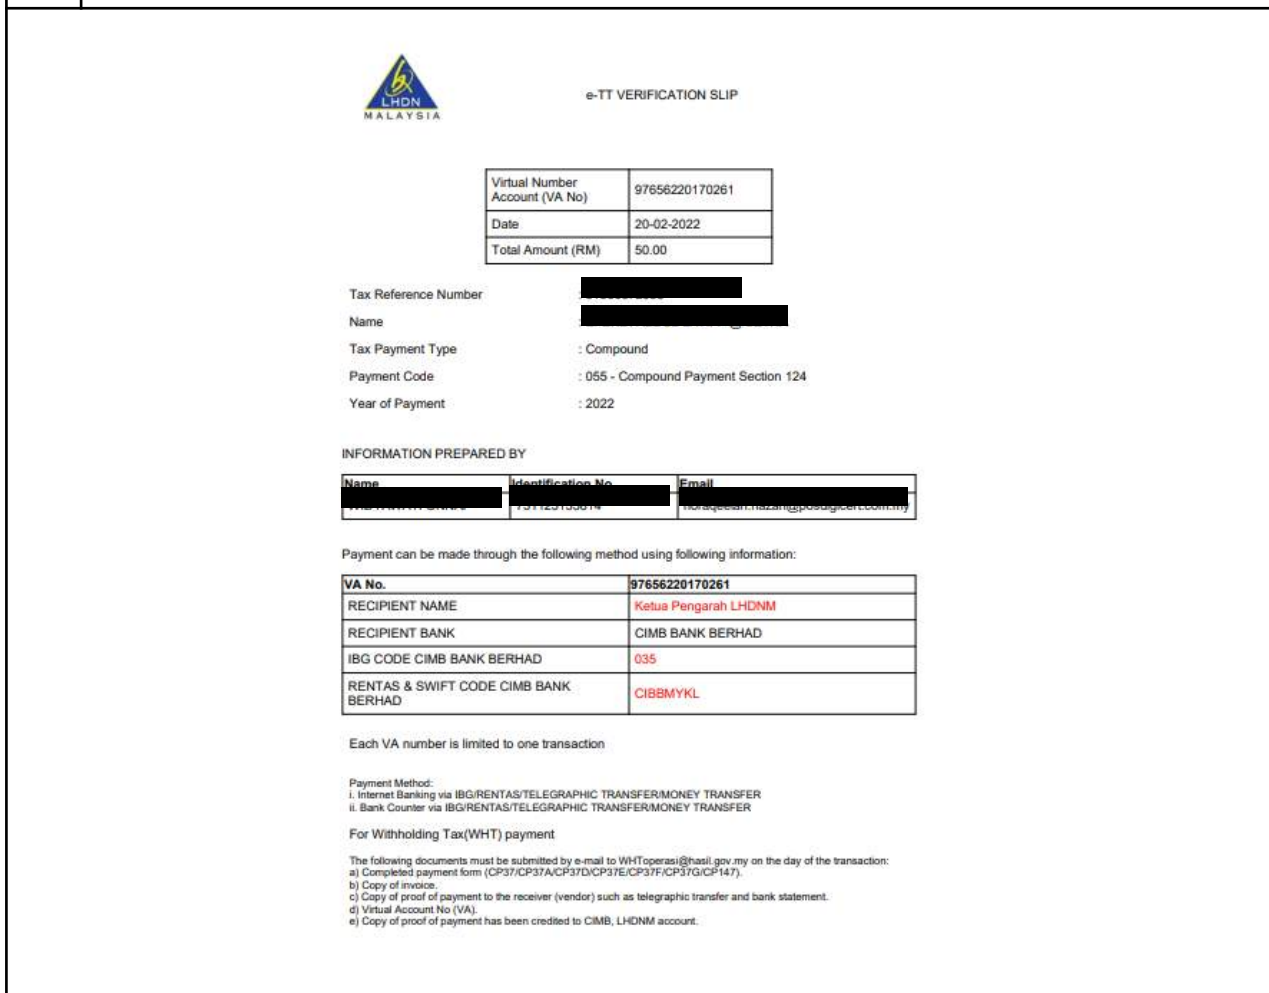 LHDN
MALAYSIA
e-TT VERIFICATION SLIP
Virtual Number Account (VA No) 97656220170261
Date 20-02-2022
Total Amount (RM) 50.00
Tax Reference Number :
Name :
Tax Payment Type : Compound
Payment Code : 055 - Compound Payment Section 124
Year of Payment : 2022
INFORMATION PREPARED BY
Name Identification No Email
Payment can be made through the following method using following information:
VA No. 97656220170261
RECIPIENT NAME Ketua Pengarah LHDNM
RECIPIENT BANK CIMB BANK BERHAD
IBG CODE CIMB BANK BERHAD 035
RENTAS & SWIFT CODE CIMB BANK BERHAD CIBBMYKL
Each VA number is limited to one transaction
Payment Method:
i. Internet Banking via IBG/RENTAS/TELEGRAPHIC TRANSFER/MONEY TRANSFER
ii. Bank Counter via IBG/RENTAS/TELEGRAPHIC TRANSFER/MONEY TRANSFER
For Withholding Tax(WHT) payment
The following documents must be submitted by e-mail to WHToperasi@hasil.gov.my on the day of the transaction:
a) Completed payment form (CP37/CP37A/CP37D/CP37E/CP37F/CP37G/CP147).
b) Copy of invoice.
c) Copy of proof of payment to the receiver (vendor) such as telegraphic transfer and bank statement.
d) Virtual Account No (VA).
e) Copy of proof of payment has been credited to CIMB, LHDNM account.